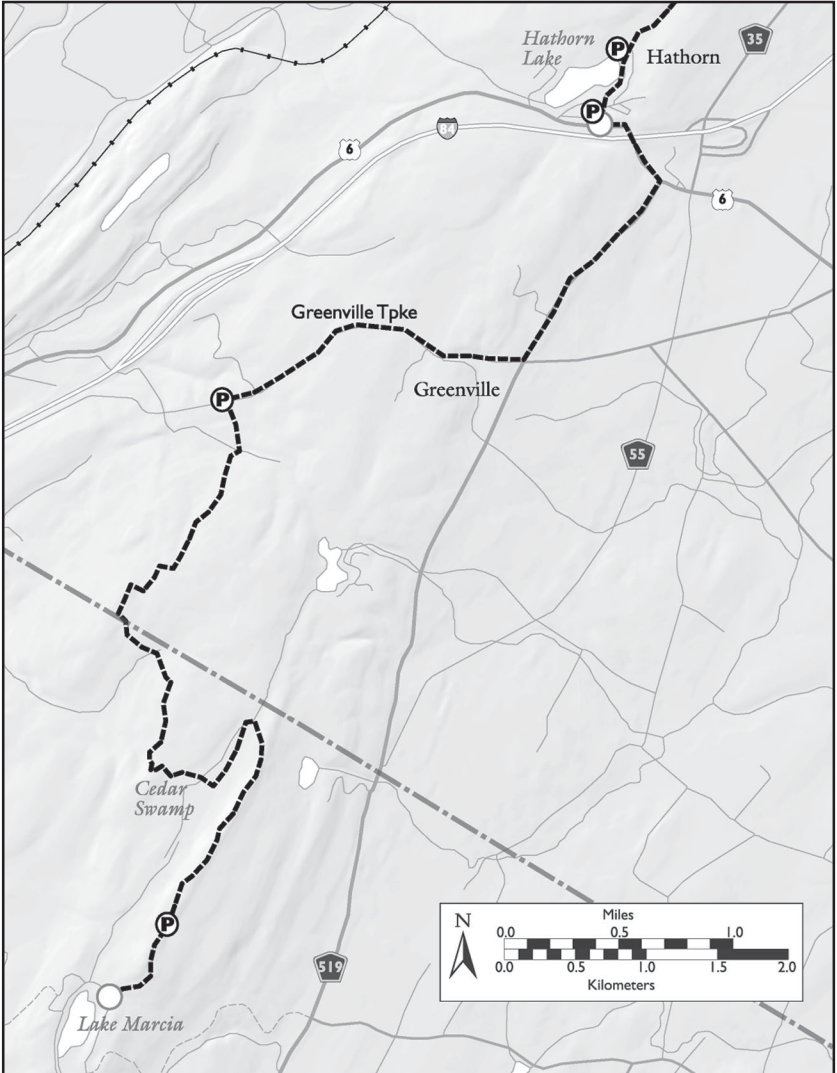 Hathorn
Lake
P
Hathorn
35
P
84
6
6
Greenville Tpke
P
Greenville
55
Cedar
Swamp
P
519
Lake Marcia
N
Miles
0.0 0.5 1.0
0.0 0.5 1.0 1.5 2.0
Kilometers